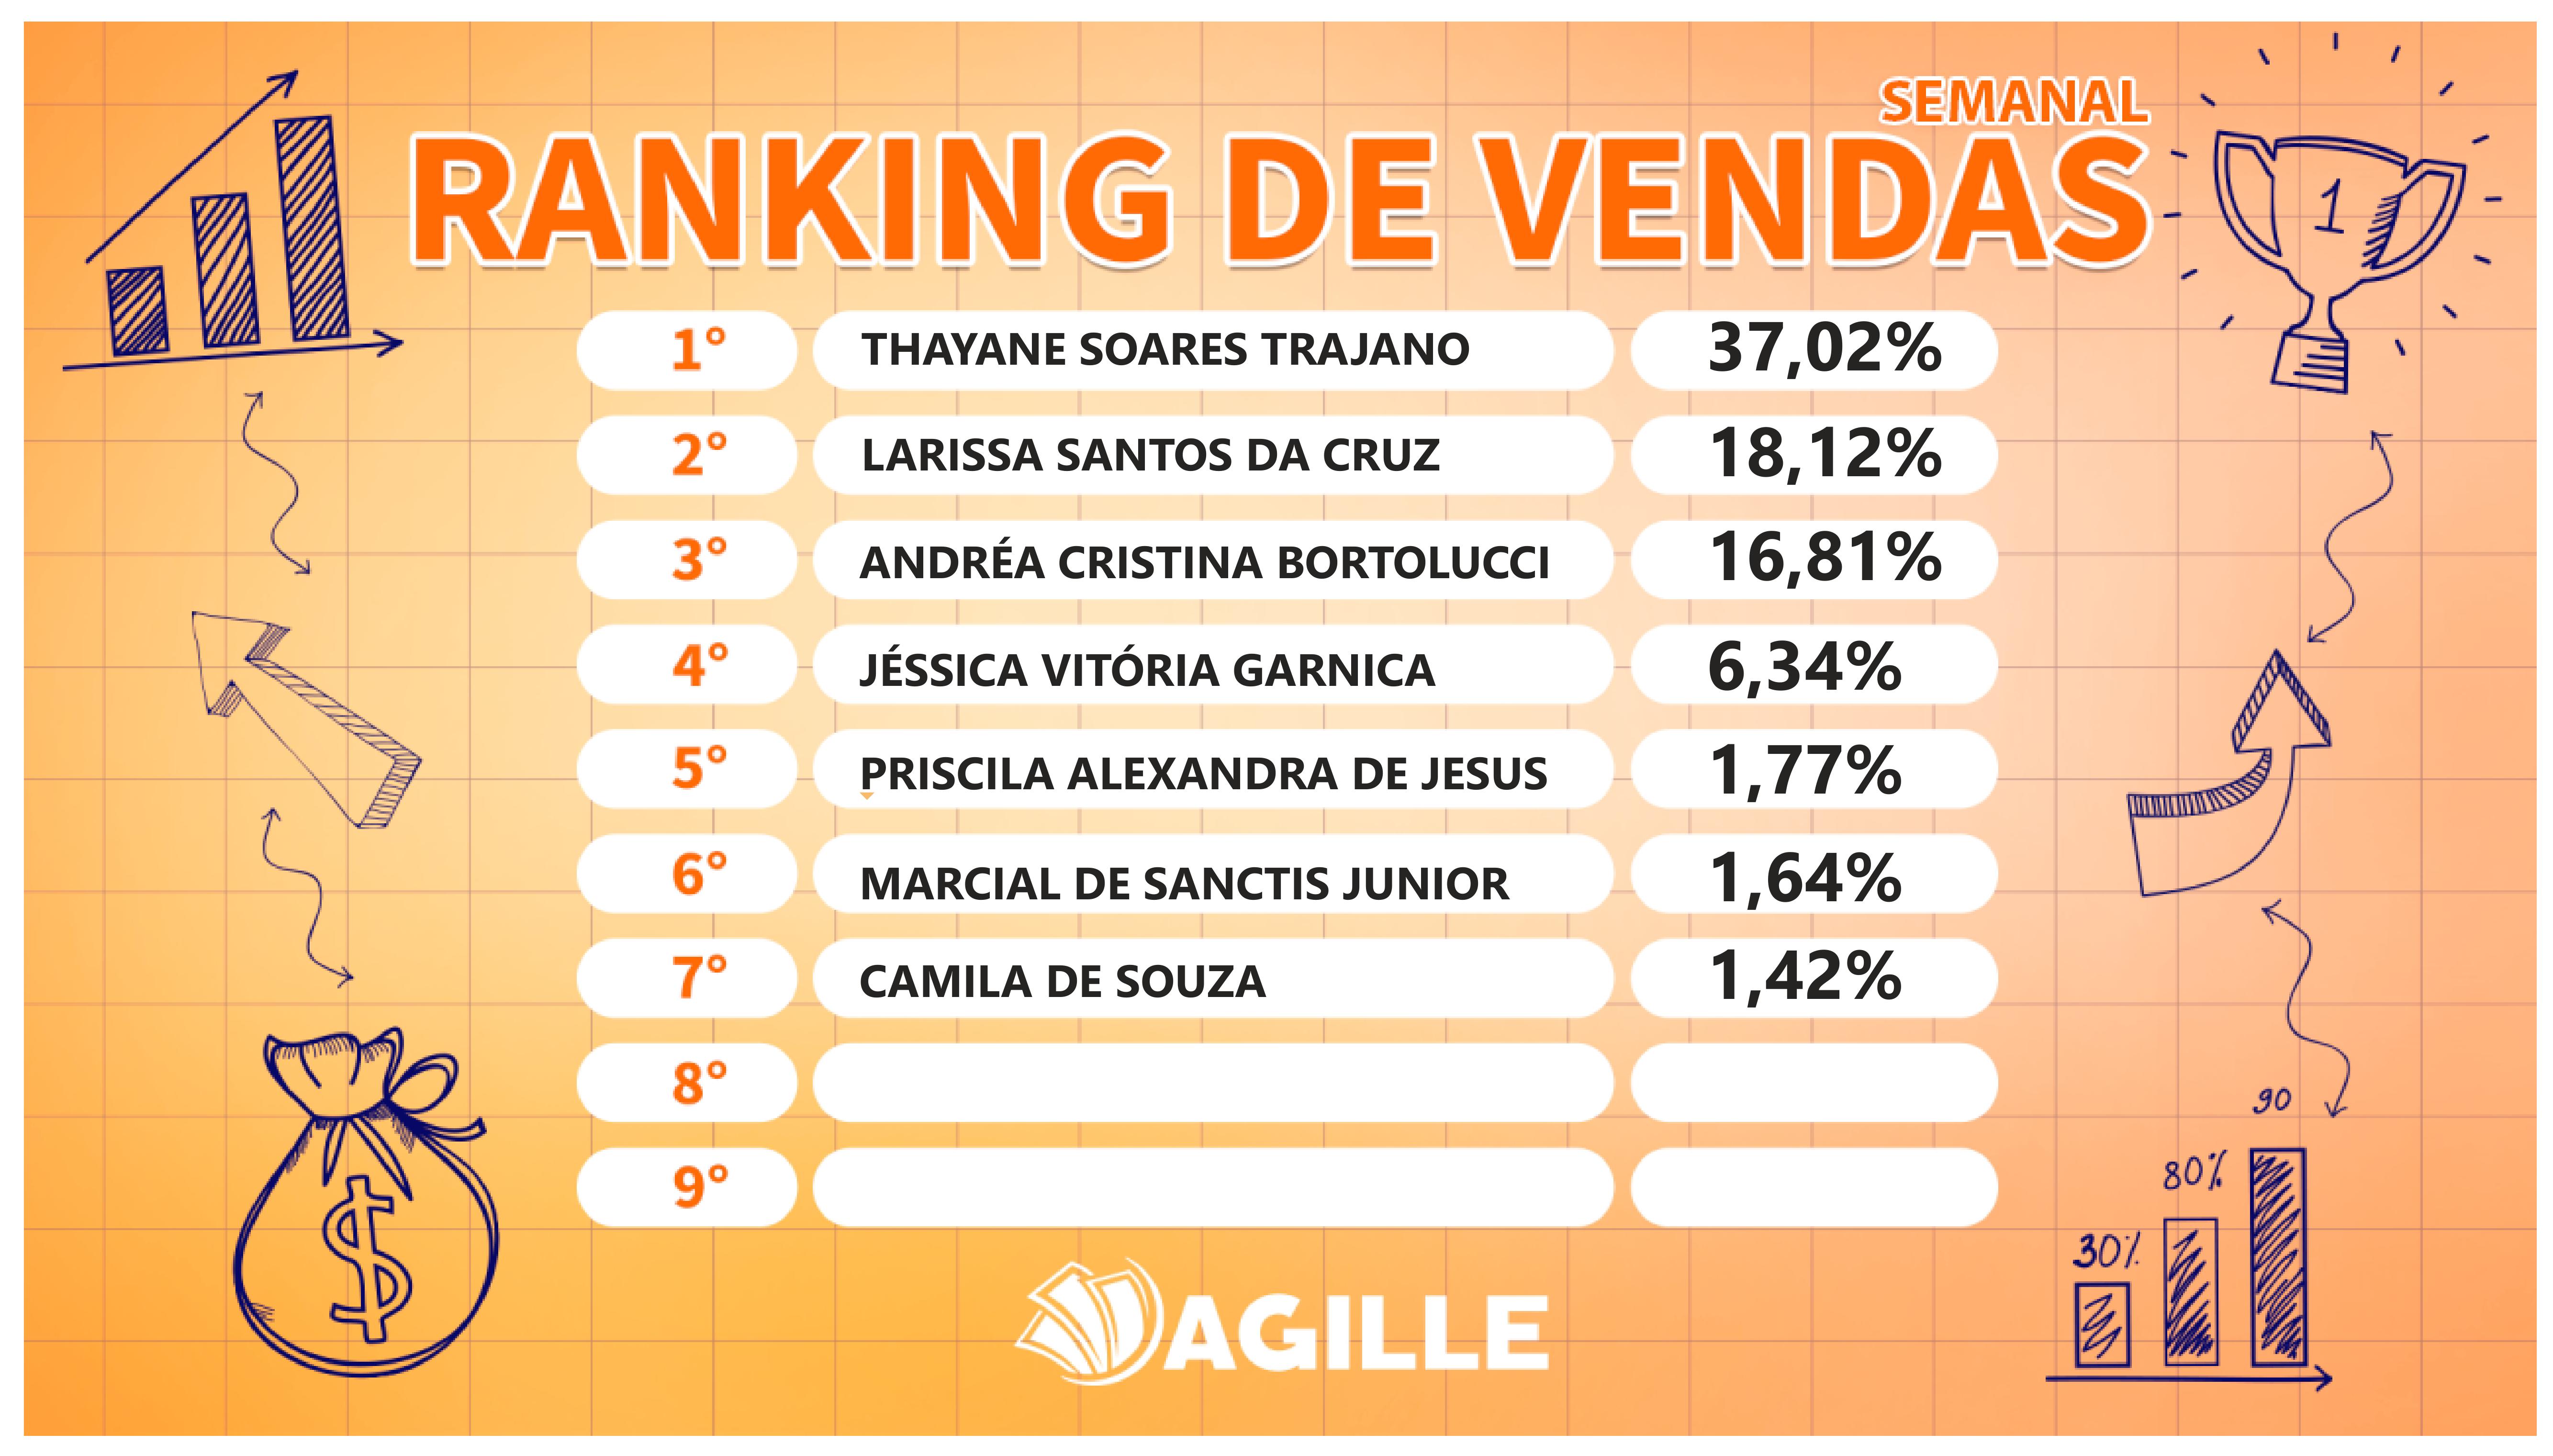 SEMANAL
RANKING DE VENDAS
1
1° THAYANE SOARES TRAJANO 37,02%
2° LARISSA SANTOS DA CRUZ 18,12%
3° ANDRÉA CRISTINA BORTOLUCCI 16,81%
4° JÉSSICA VITÓRIA GARNICA 6,34%
5° PRISCILA ALEXANDRA DE JESUS 1,77%
6° MARCIAL DE SANCTIS JUNIOR 1,64%
7° CAMILA DE SOUZA 1,42%
8°
9°
90
80%
30%
$
AGILLE